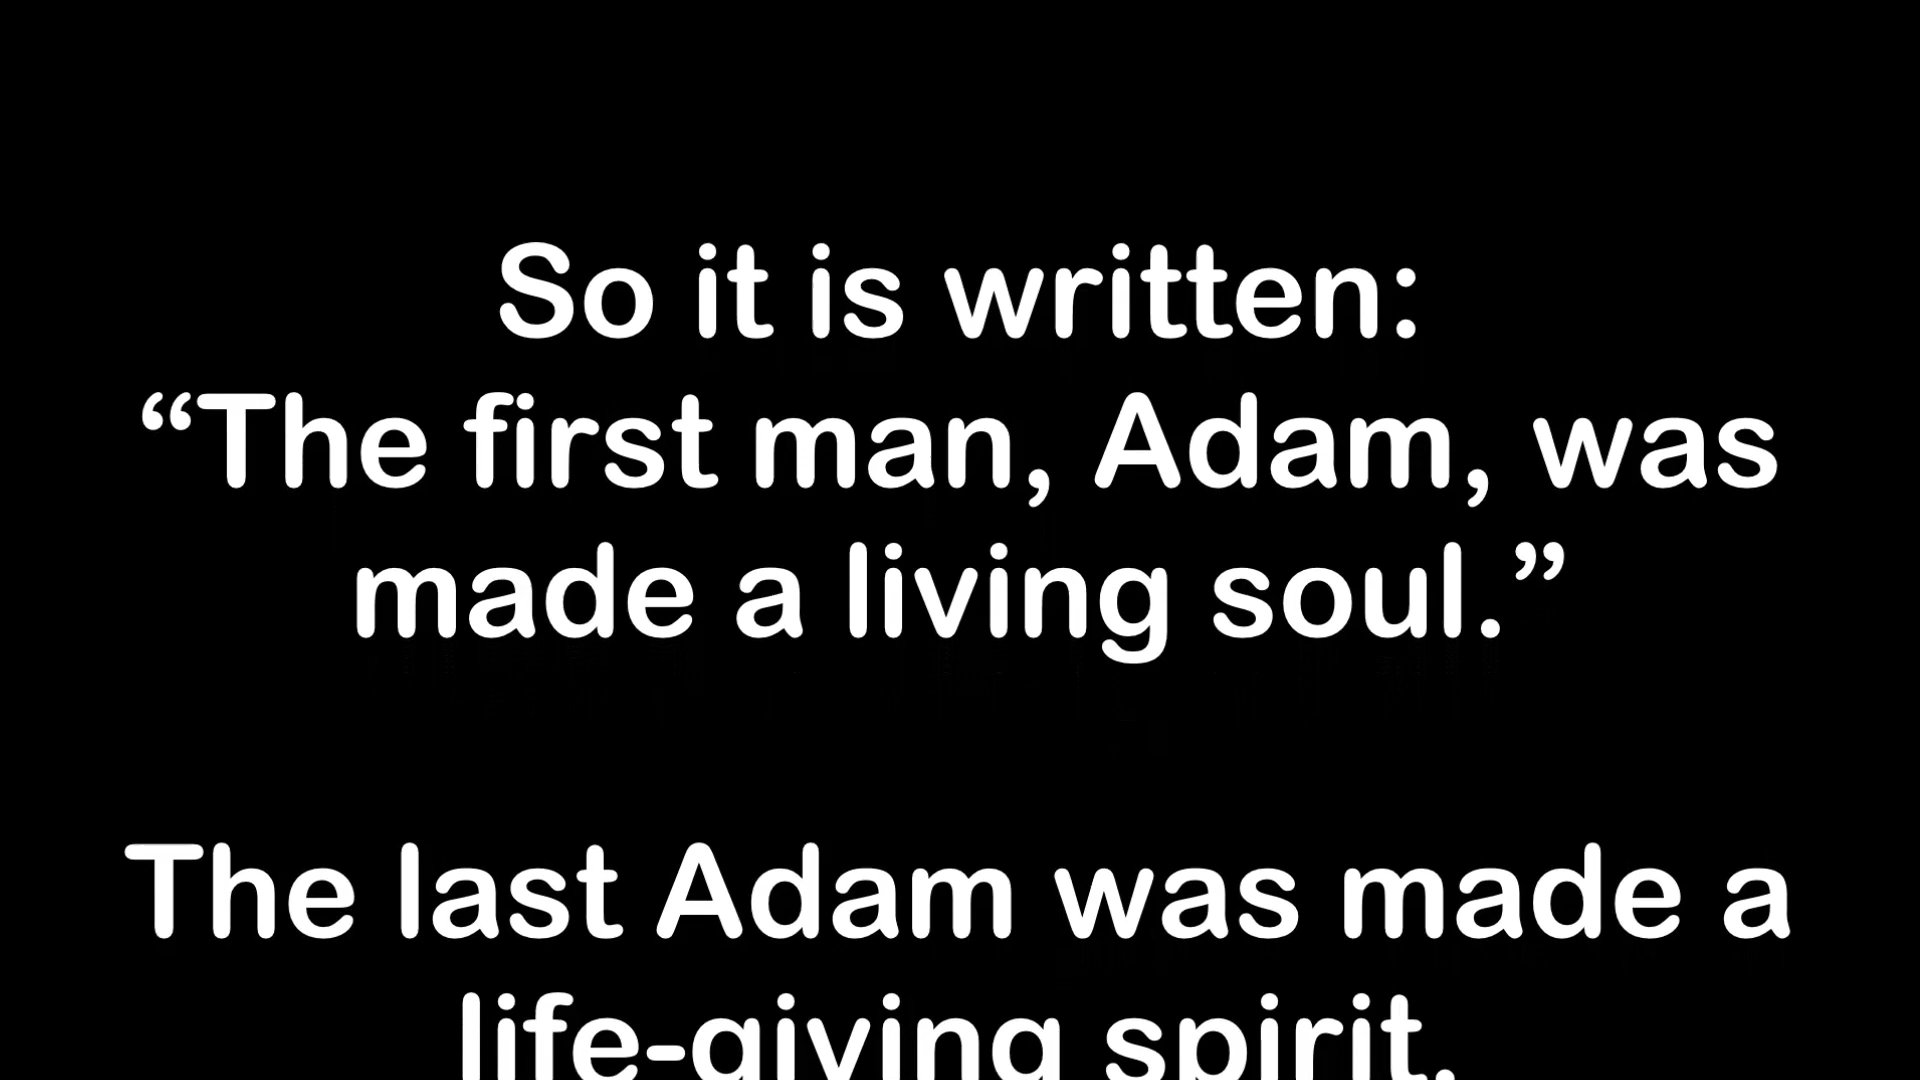 So it is written:
“The first man, Adam, was
made a living soul.”
The last Adam was made a
life-giving spirit.